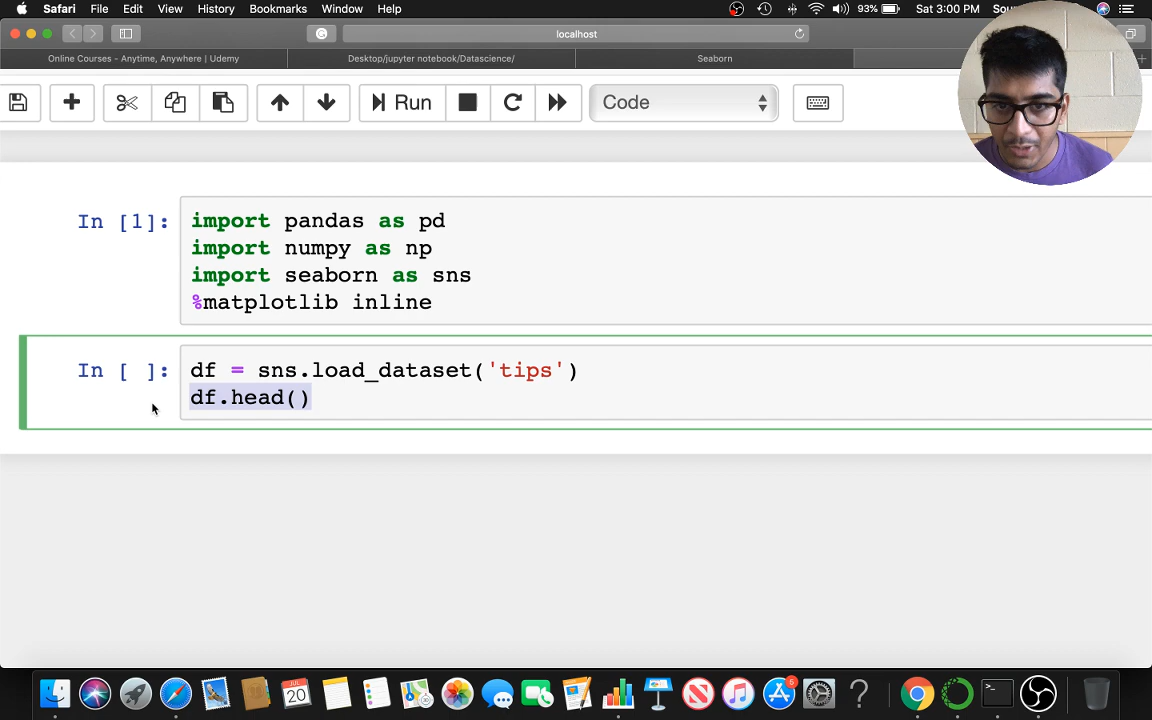 Safari File Edit View History Bookmarks Window Help 93% Sat 3:00 PM
localhost
Online Courses - Anytime, Anywhere | Udemy Desktop/jupyter notebook/Datascience/ Seaborn
Run Code
In [1]: import pandas as pd
import numpy as np
import seaborn as sns
%matplotlib inline
In [ ]: df = sns.load_dataset('tips')
df.head()